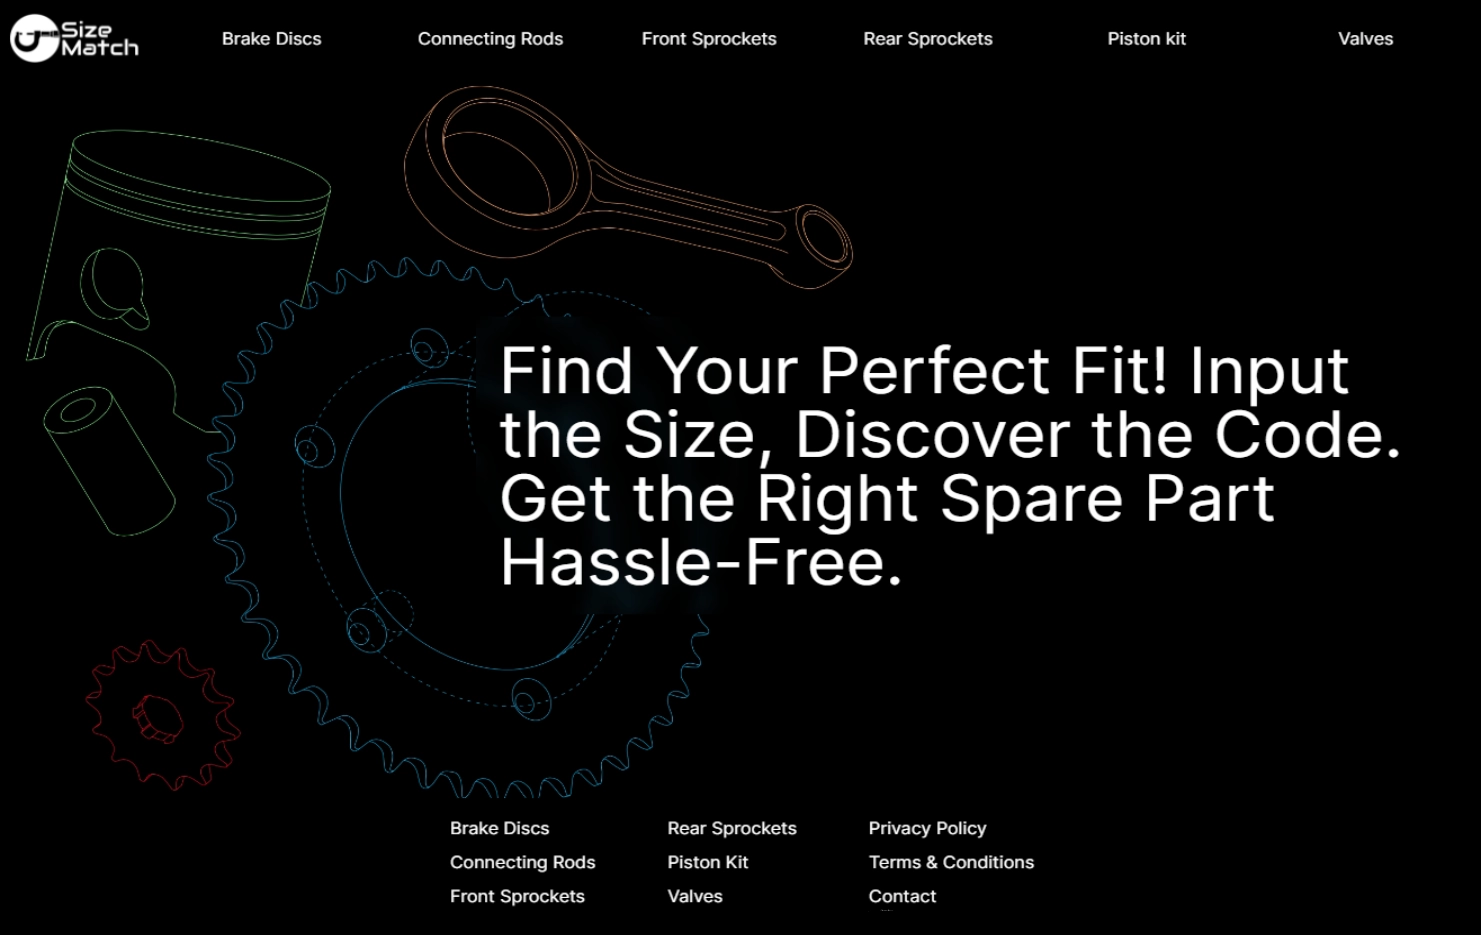 Size
Match
Brake Discs
Connecting Rods
Front Sprockets
Rear Sprockets
Piston kit
Valves
Find Your Perfect Fit! Input
the Size, Discover the Code.
Get the Right Spare Part
Hassle-Free.
Brake Discs
Connecting Rods
Front Sprockets
Rear Sprockets
Piston Kit
Valves
Privacy Policy
Terms & Conditions
Contact